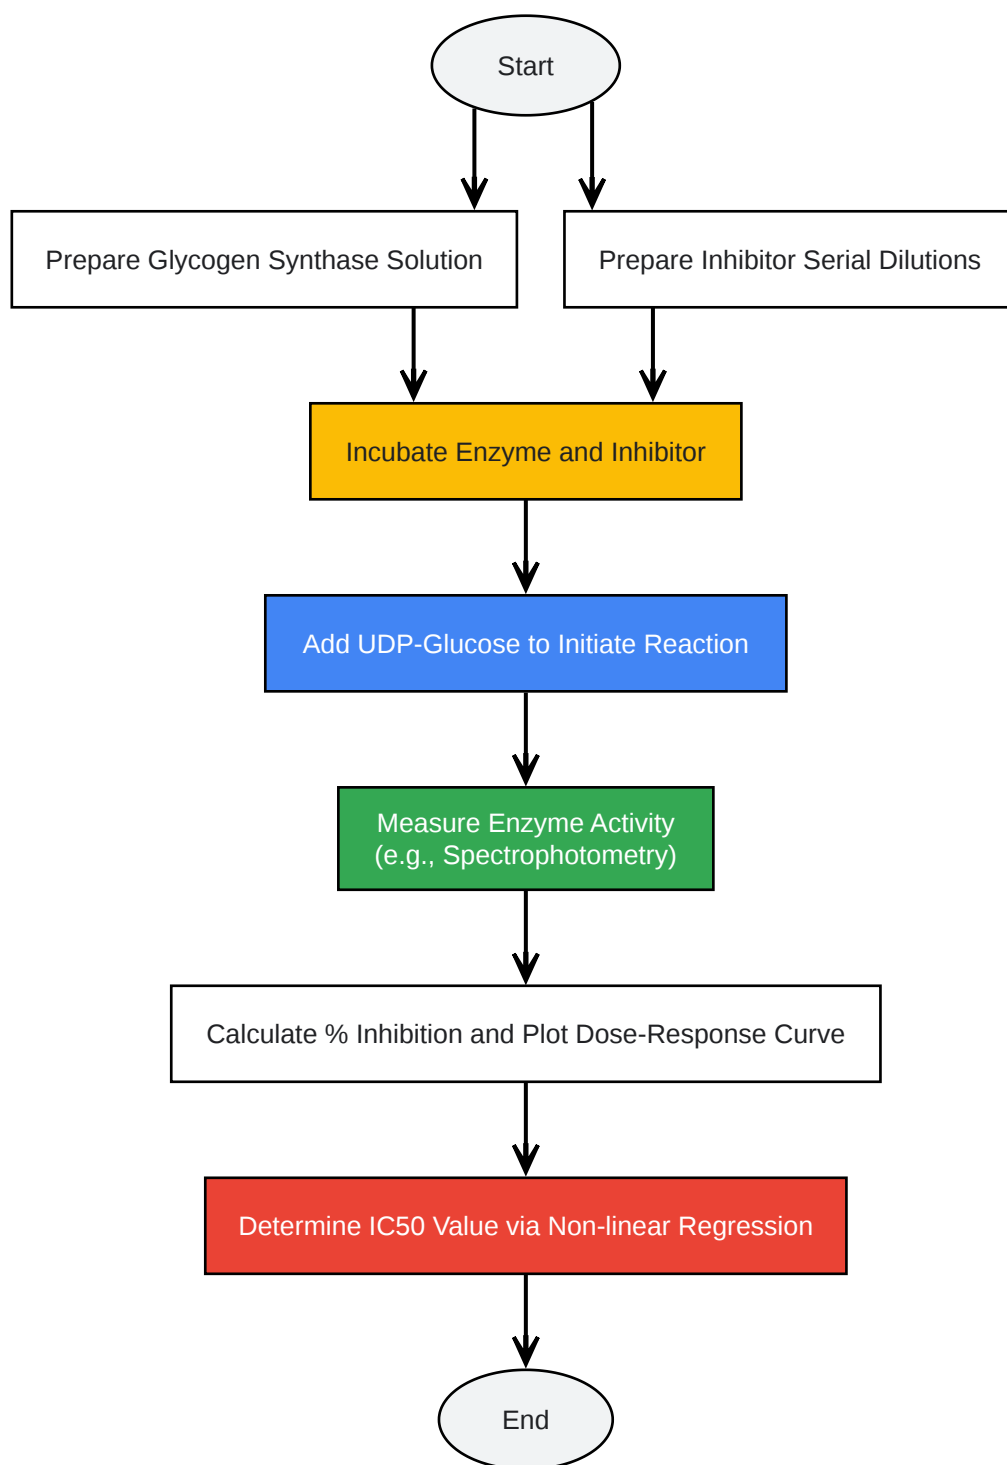 Start
Prepare Glycogen Synthase Solution
Prepare Inhibitor Serial Dilutions
Incubate Enzyme and Inhibitor
Add UDP-Glucose to Initiate Reaction
Measure Enzyme Activity
(e.g., Spectrophotometry)
Calculate % Inhibition and Plot Dose-Response Curve
Determine IC50 Value via Non-linear Regression
End